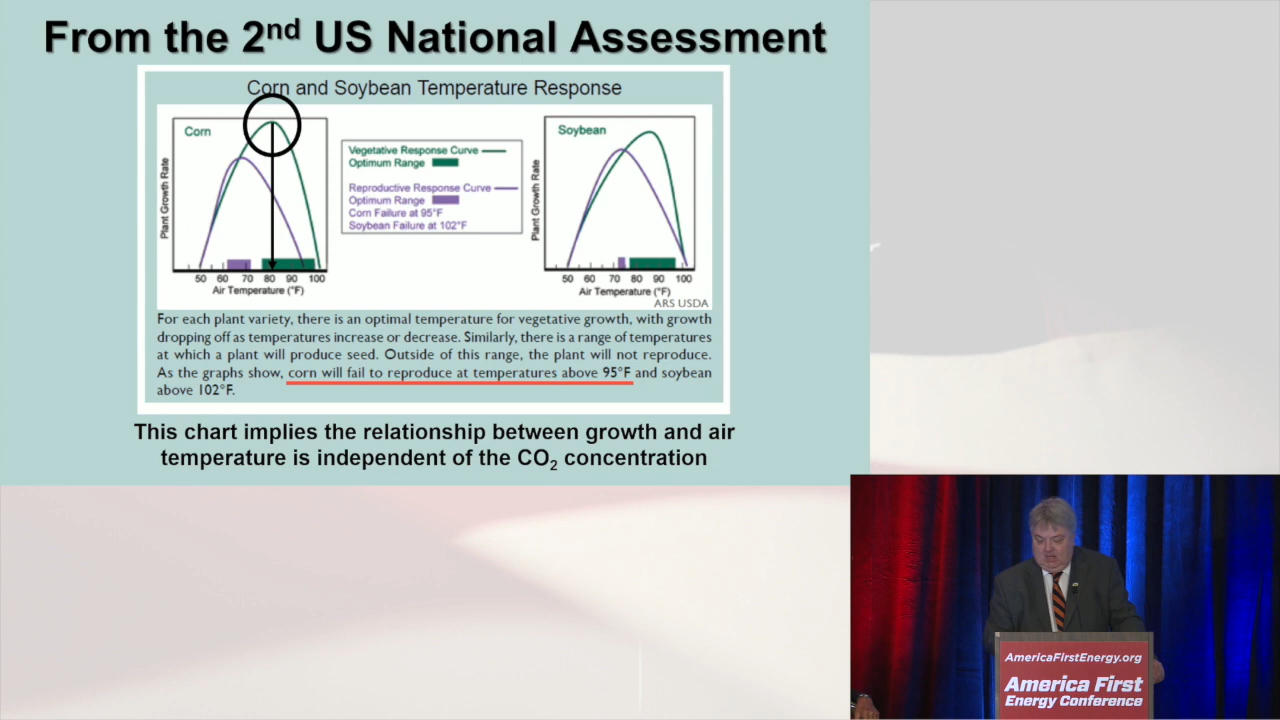 From the 2nd US National Assessment
Corn and Soybean Temperature Response
Corn
Plant Growth Rate
50 60 70 80 90 100
Air Temperature (°F)
Vegetative Response Curve
Optimum Range
Reproductive Response Curve
Optimum Range
Corn Failure at 95°F
Soybean Failure at 102°F
Soybean
Plant Growth Rate
50 60 70 80 90 100
Air Temperature (°F)
ARS USDA
For each plant variety, there is an optimal temperature for vegetative growth, with growth
dropping off as temperatures increase or decrease. Similarly, there is a range of temperatures
at which a plant will produce seed. Outside of this range, the plant will not reproduce.
As the graphs show, corn will fail to reproduce at temperatures above 95°F and soybean
above 102°F.
This chart implies the relationship between growth and air
temperature is independent of the CO2 concentration
AmericaFirstEnergy.org
America First
Energy Conference